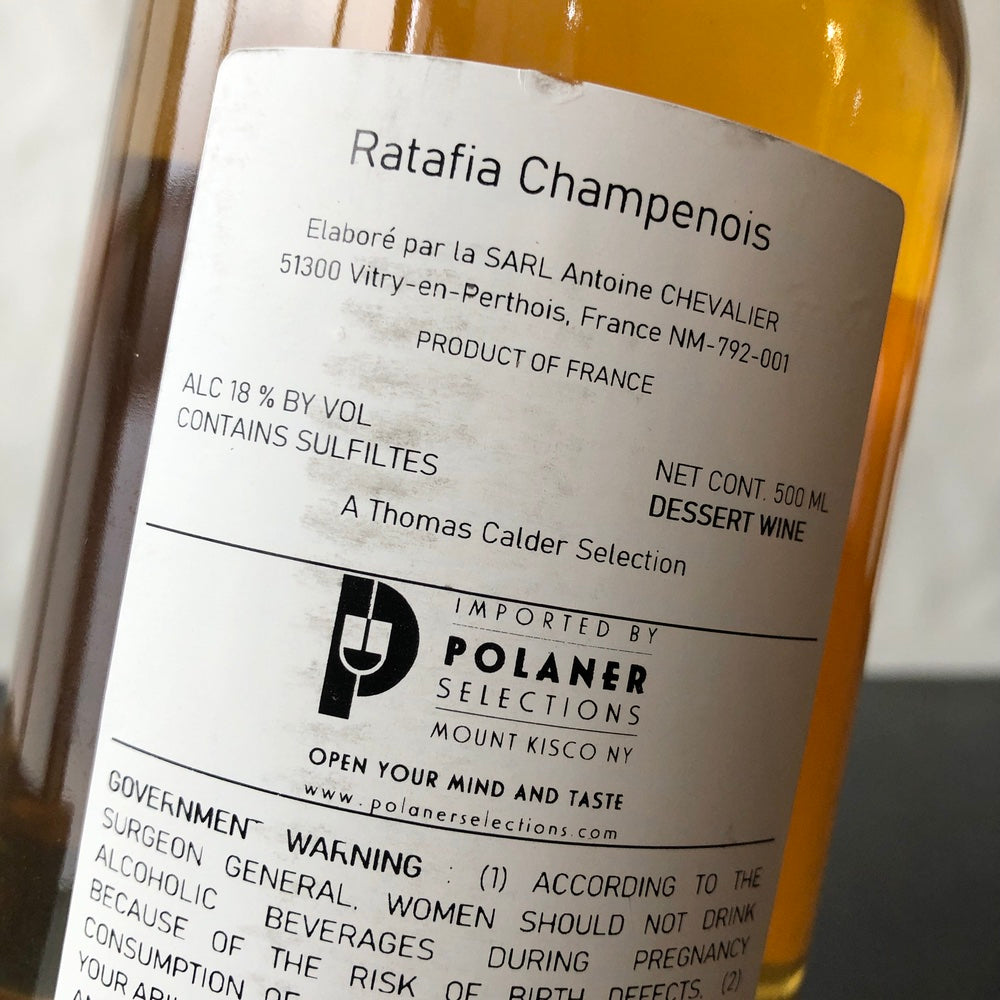 Ratafia Champenois
Elaboré par la SARL Antoine CHEVALIER
51300 Vitry-en-Perthois, France NM-792-001
PRODUCT OF FRANCE
ALC 18 % BY VOL
CONTAINS SULFILTES
NET CONT. 500 ML
DESSERT WINE
A Thomas Calder Selection
IMPORTED BY
POLANER
SELECTIONS
MOUNT KISCO NY
OPEN YOUR MIND AND TASTE
www.polanerselections.com
GOVERNMENT WARNING : (1) ACCORDING TO THE
SURGEON GENERAL, WOMEN SHOULD NOT DRINK
ALCOHOLIC BEVERAGES DURING PREGNANCY
BECAUSE OF THE RISK OF BIRTH DEFECTS. (2)
CONSUMPTION OF
YOUR